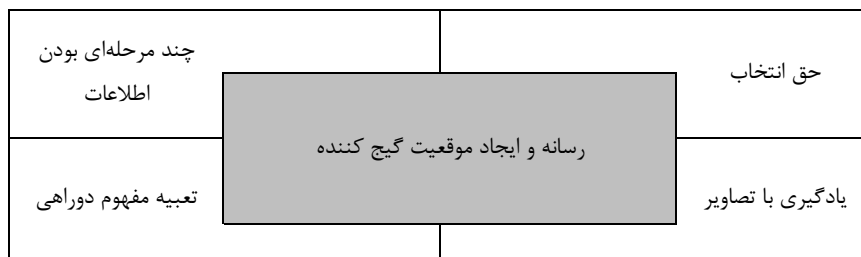 حق انتخاب
چند مرحله‌ای بودن
اطلاعات
رسانه و ایجاد موقعیت گیج کننده
یادگیری با تصاویر
تعبیه مفهوم دوراهی